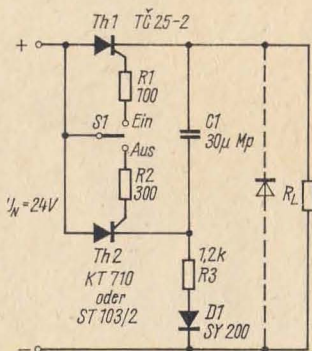 Th1 TČ 25-2
+
R1
100
S1
Ein
Aus
C1
30µ Mp
R2
300
U_N = 24V
R_L
Th2
KT 710
oder
ST 103/2
1,2k
R3
D1
SY 200
−